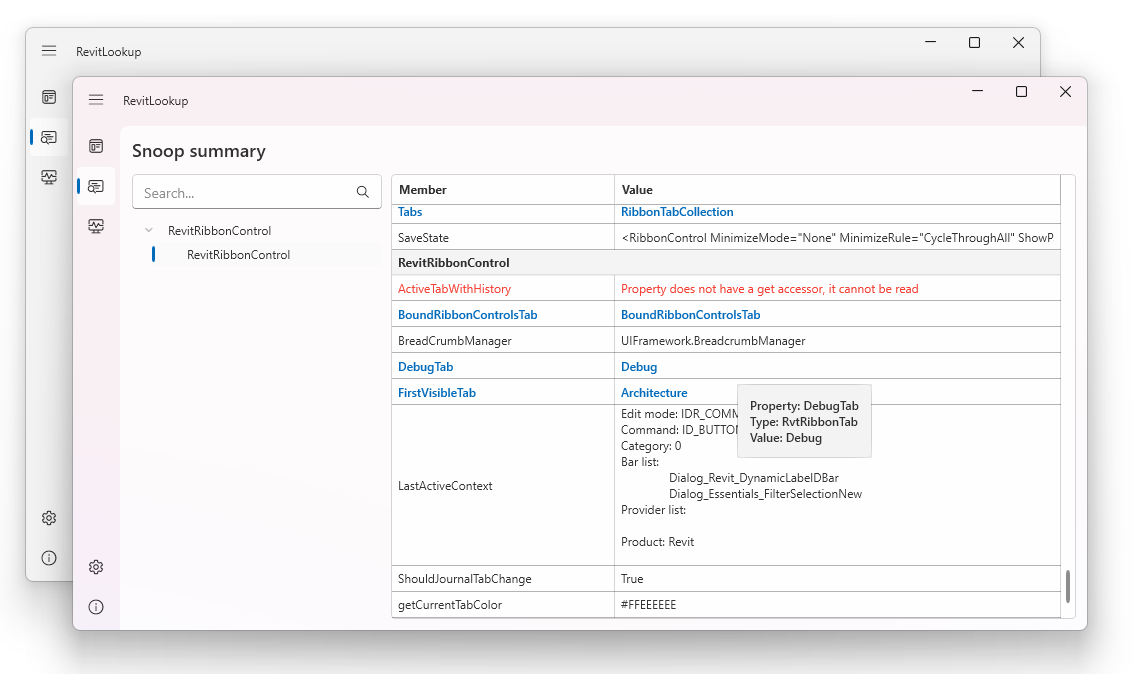 RevitLookup
RevitLookup
Snoop summary
Search...
RevitRibbonControl
RevitRibbonControl
Member Value
Tabs RibbonTabCollection
SaveState <RibbonControl MinimizeMode="None" MinimizeRule="CycleThroughAll" ShowP
RevitRibbonControl
ActiveTabWithHistory Property does not have a get accessor, it cannot be read
BoundRibbonControlsTab BoundRibbonControlsTab
BreadCrumbManager UIFramework.BreadcrumbManager
DebugTab Debug
FirstVisibleTab Architecture
LastActiveContext
Edit mode: IDR_COMM
Command: ID_BUTTON
Category: 0
Bar list:
Dialog_Revit_DynamicLabelIDBar
Dialog_Essentials_FilterSelectionNew
Provider list:
Product: Revit
Property: DebugTab
Type: RvtRibbonTab
Value: Debug
ShouldJournalTabChange True
getCurrentTabColor #FFEEEEEE